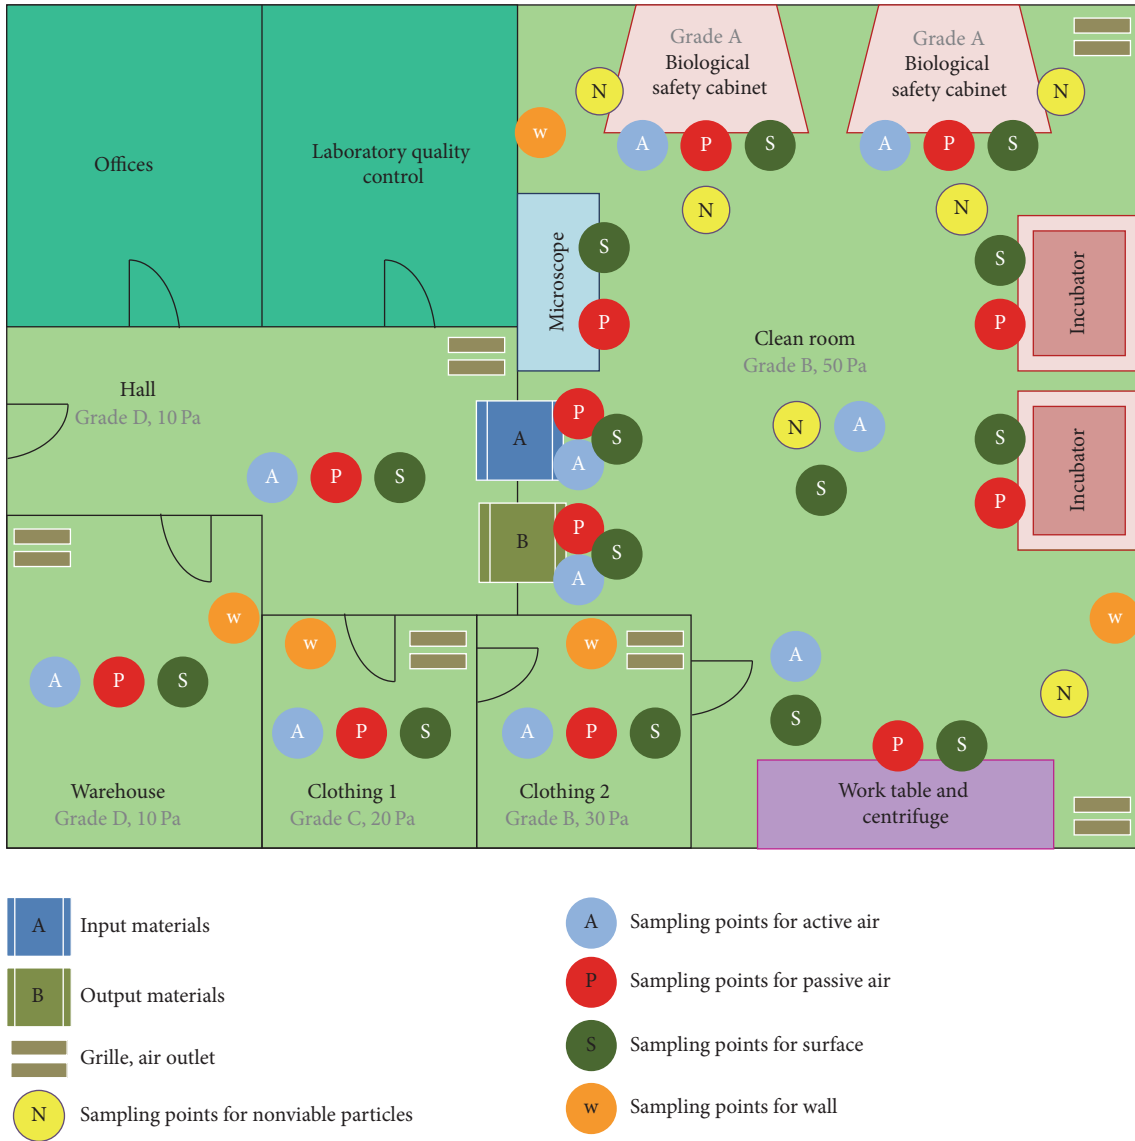 Offices
Laboratory quality
control
Grade A
Biological
safety cabinet
Grade A
Biological
safety cabinet
N
N
w
A
P
S
A
P
S
N
N
Microscope
S
P
S
P
Incubator
Clean room
Grade B, 50 Pa
Hall
Grade D, 10 Pa
A
P
S
A
N
A
S
S
P
Incubator
A
P
S
B
P
S
A
w
w
w
w
A
P
S
A
P
S
A
P
S
A
S
N
P
S
Warehouse
Grade D, 10 Pa
Clothing 1
Grade C, 20 Pa
Clothing 2
Grade B, 30 Pa
Work table and
centrifuge
A Input materials
B Output materials
Grille, air outlet
N Sampling points for nonviable particles
A Sampling points for active air
P Sampling points for passive air
S Sampling points for surface
w Sampling points for wall